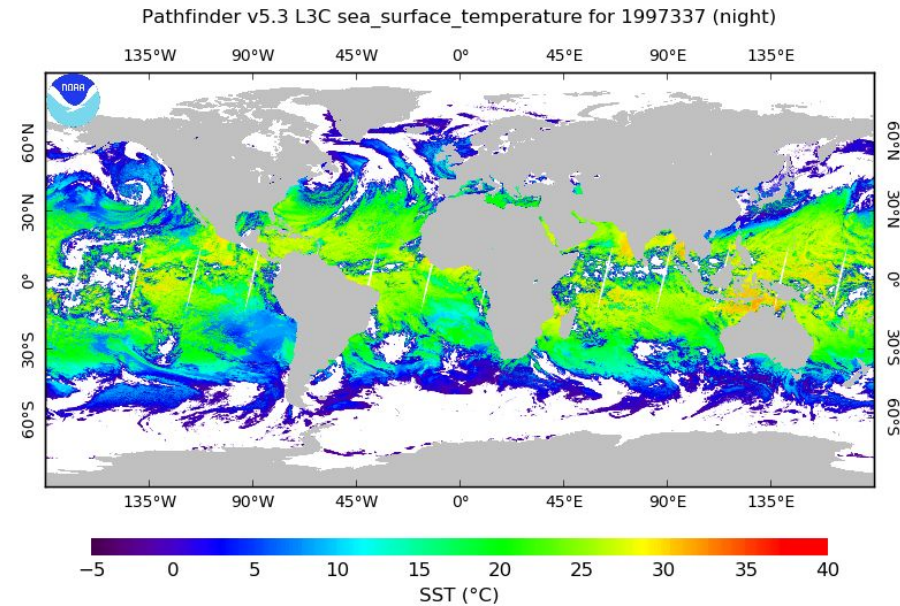 Pathfinder v5.3 L3C sea_surface_temperature for 1997337 (night)
135°W 90°W 45°W 0° 45°E 90°E 135°E
NOAA
60°N 60°N
30°N 30°N
0° 0°
30°S 30°S
60°S 60°S
135°W 90°W 45°W 0° 45°E 90°E 135°E
−5 0 5 10 15 20 25 30 35 40
SST (°C)